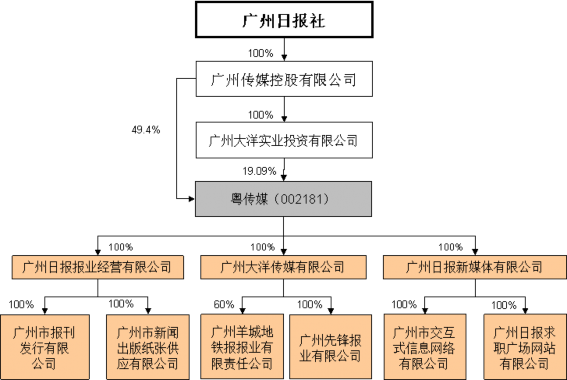 广州日报社
100%
广州传媒控股有限公司
100%
49.4%
广州大洋实业投资有限公司
19.09%
粤传媒（002181）
100%
100%
100%
广州日报报业经营有限公司
广州大洋传媒有限公司
广州日报新媒体有限公司
100%
100%
60%
100%
100%
100%
广州市报刊
发行有限
公司
广州市新闻
出版纸张供
应有限公司
广州羊城地
铁报报业有
限责任公司
广州先锋报
业有限公司
广州市交互
式信息网络
有限公司
广州日报求
职广场网站
有限公司